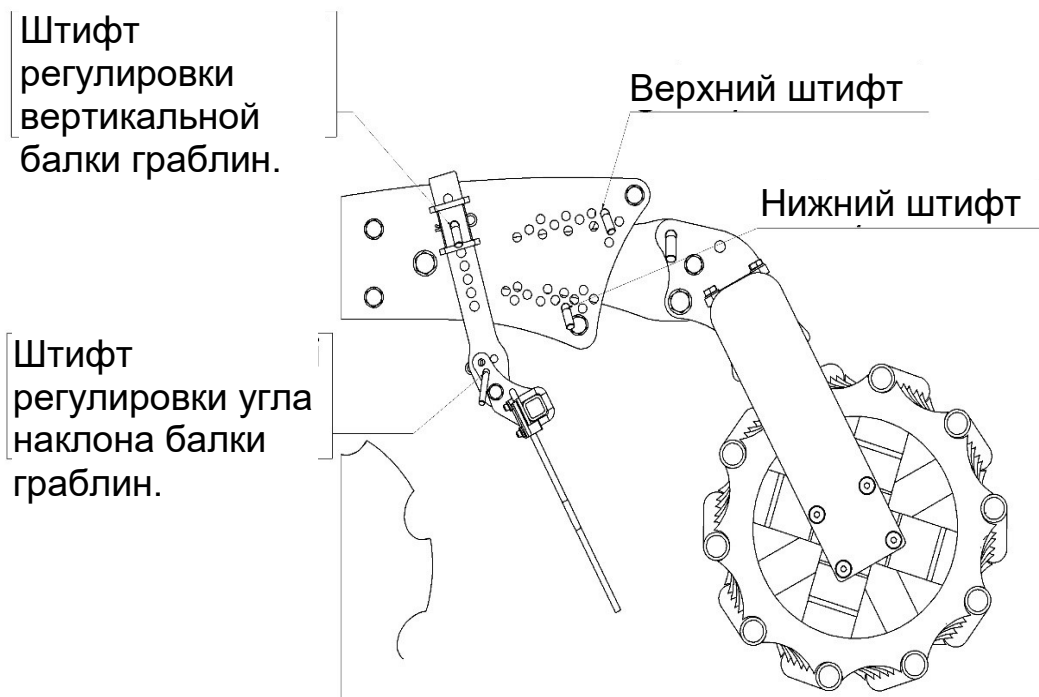 Штифт
регулировки
вертикальной
балки граблин.
Верхний штифт
Нижний штифт
Штифт
регулировки угла
наклона балки
граблин.